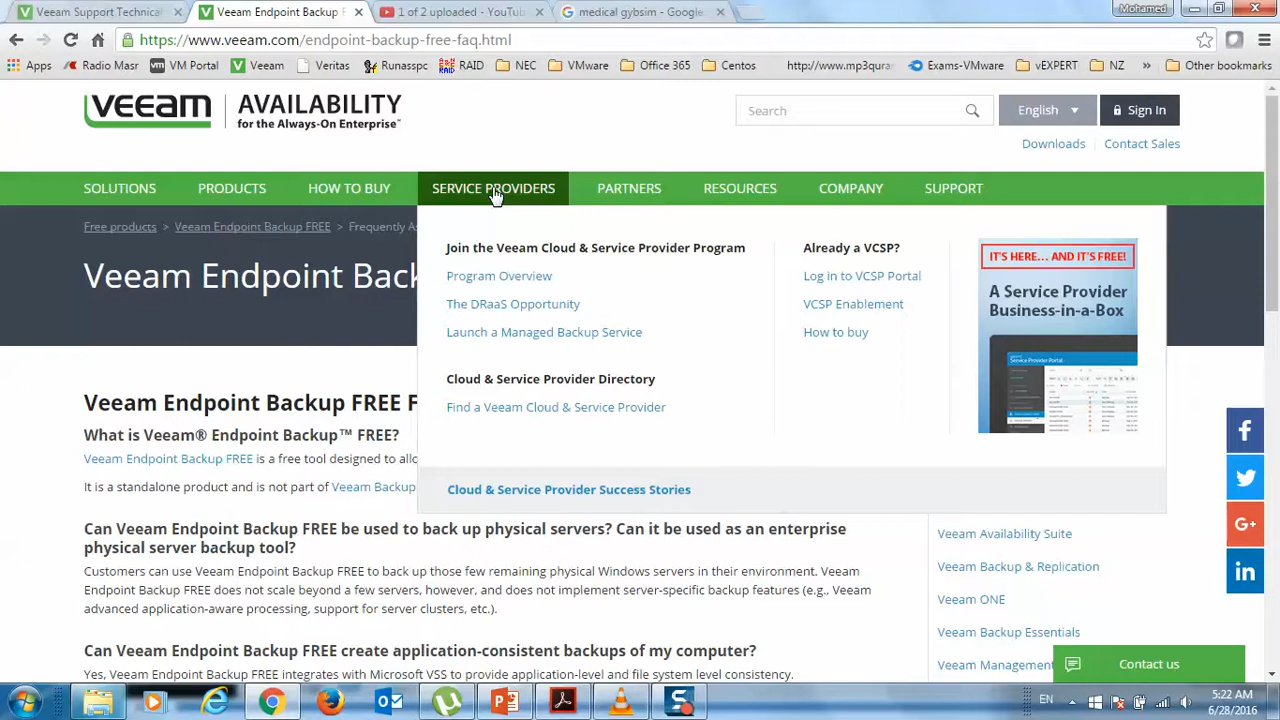 Veeam Support Technical
Veeam Endpoint Backup F
1 of 2 uploaded - YouTub
medical gybsim - Google
Mohamed
https://www.veeam.com/endpoint-backup-free-faq.html
Apps
Radio Masr
VM Portal
Veeam
Veritas
Runasspc
RAID
NEC
VMware
Office 365
Centos
http://www.mp3qura
Exams-VMware
vEXPERT
NZ
»
Other bookmarks
veeam
AVAILABILITY
for the Always-On Enterprise™
Search
English
Sign In
Downloads
Contact Sales
SOLUTIONS
PRODUCTS
HOW TO BUY
SERVICE PROVIDERS
PARTNERS
RESOURCES
COMPANY
SUPPORT
Free products > Veeam Endpoint Backup FREE > Frequently As
Veeam Endpoint Back
Join the Veeam Cloud & Service Provider Program
Program Overview
The DRaaS Opportunity
Launch a Managed Backup Service
Cloud & Service Provider Directory
Find a Veeam Cloud & Service Provider
Already a VCSP?
Log in to VCSP Portal
VCSP Enablement
How to buy
IT'S HERE... AND IT'S FREE!
A Service Provider
Business-in-a-Box
Service Provider Portal
Cloud & Service Provider Success Stories
Veeam Endpoint Backup FREE F
What is Veeam® Endpoint Backup™ FREE?
Veeam Endpoint Backup FREE is a free tool designed to allo
It is a standalone product and is not part of Veeam Backup
Can Veeam Endpoint Backup FREE be used to back up physical servers? Can it be used as an enterprise
physical server backup tool?
Customers can use Veeam Endpoint Backup FREE to back up those few remaining physical Windows servers in their environment. Veeam
Endpoint Backup FREE does not scale beyond a few servers, however, and does not implement server-specific backup features (e.g., Veeam
advanced application-aware processing, support for server clusters, etc.).
Can Veeam Endpoint Backup FREE create application-consistent backups of my computer?
Yes, Veeam Endpoint Backup FREE integrates with Microsoft VSS to provide application-level and file system level consistency.
Veeam Availability Suite
Veeam Backup & Replication
Veeam ONE
Veeam Backup Essentials
Veeam Management
Contact us
EN
5:22 AM
6/28/2016